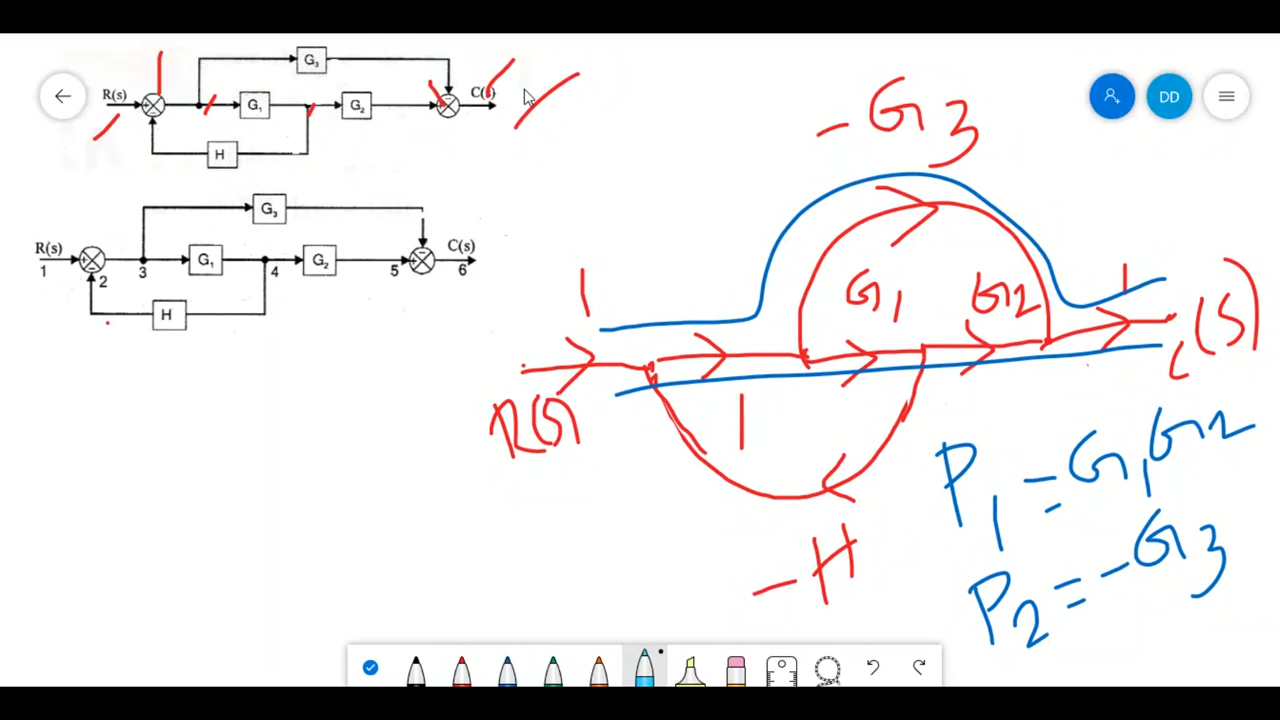 G₃
R(s) + − G₁ G₂ + − C(s)
H
G₃
R(s) + − G₁ G₂ + − C(s)
1 2 3 4 5 6
H
DD
-G3
1 G1 G2 1
R(S) 1 C(S)
-H
P1 = G1G2
P2 = -G3